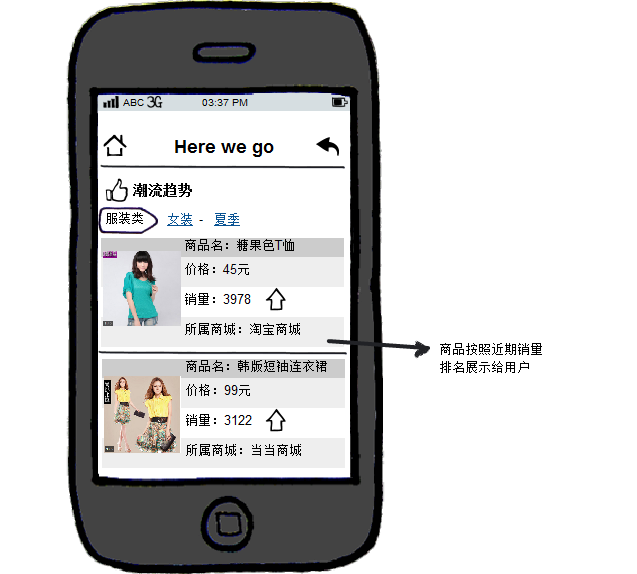 ABC 3G 03:37 PM
Here we go
潮流趋势
服装类 女装 - 夏季
商品名：糖果色T恤
价格：45元
销量：3978
所属商城：淘宝商城
商品按照近期销量
排名展示给用户
商品名：韩版短袖连衣裙
价格：99元
销量：3122
所属商城：当当商城